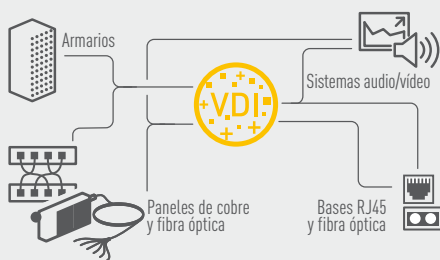 Armarios
VDI
Sistemas audio/vídeo
Paneles de cobre
y fibra óptica
Bases RJ45
y fibra óptica